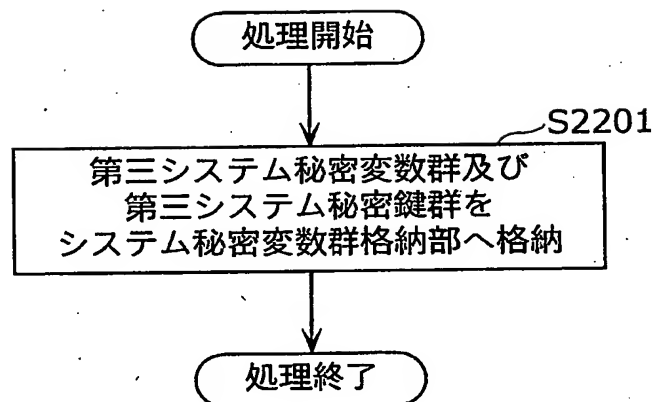 処理開始
S2201
第三システム秘密変数群及び
第三システム秘密鍵群を
システム秘密変数群格納部へ格納
処理終了